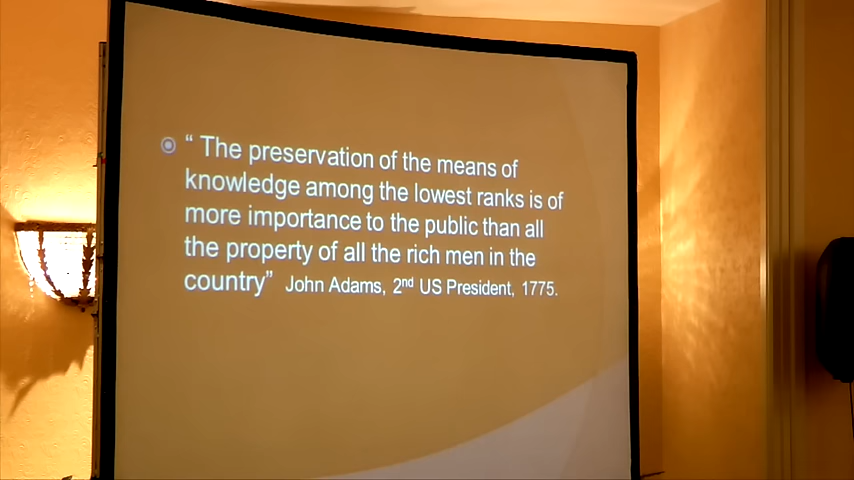 “ The preservation of the means of
knowledge among the lowest ranks is of
more importance to the public than all
the property of all the rich men in the
country” John Adams, 2nd US President, 1775.